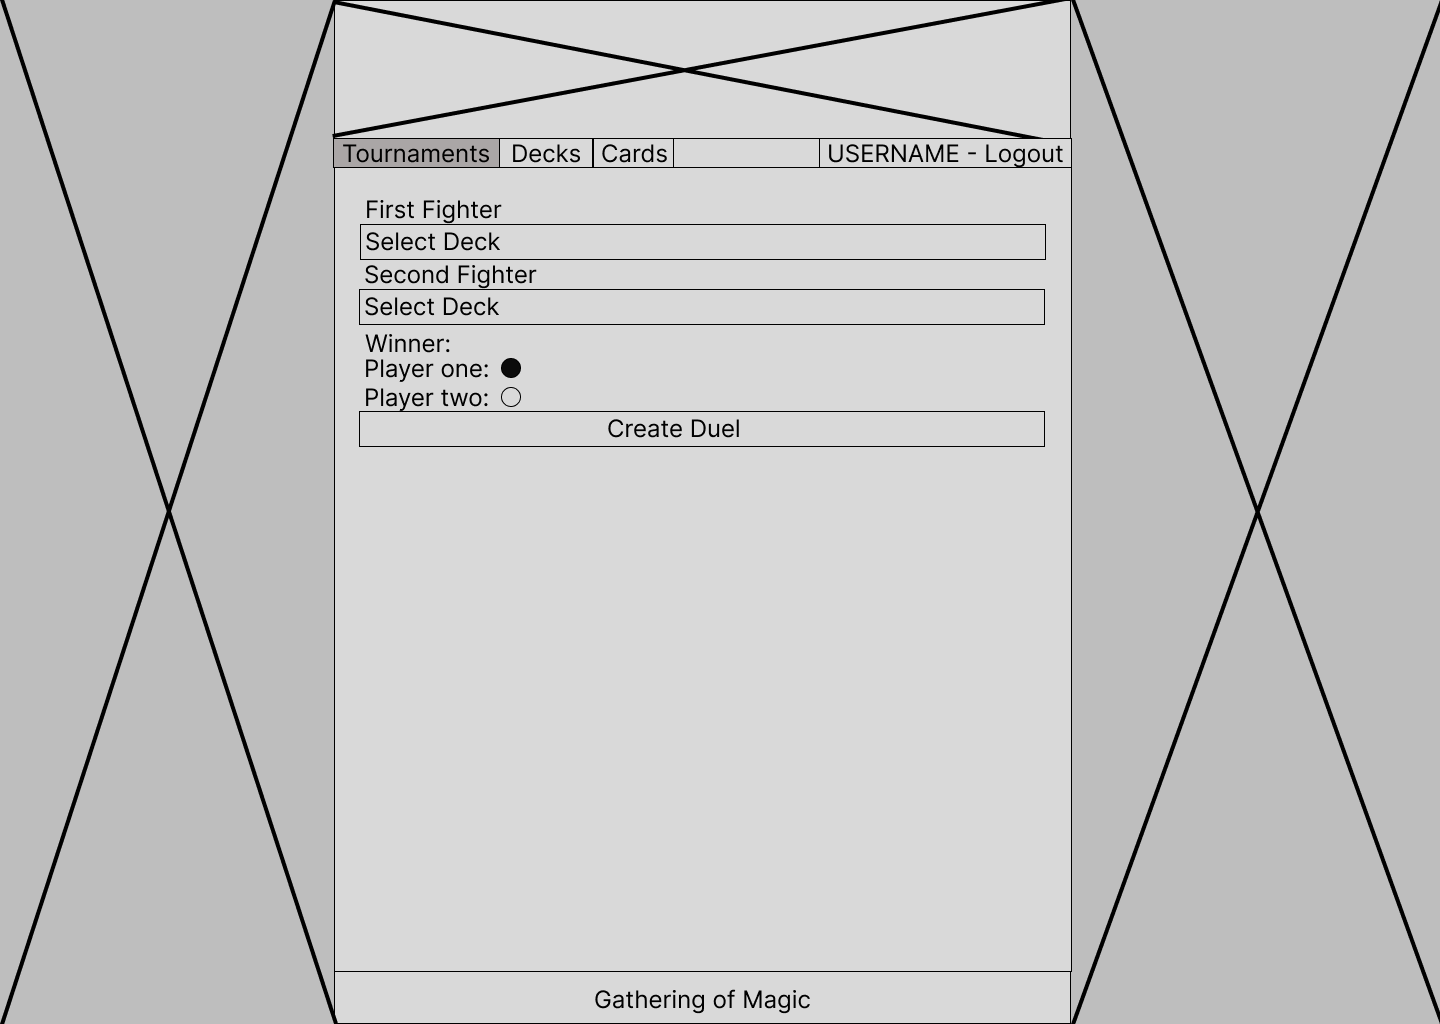 Tournaments Decks Cards USERNAME - Logout
First Fighter
Select Deck
Second Fighter
Select Deck
Winner:
Player one:
Player two:
Create Duel
Gathering of Magic